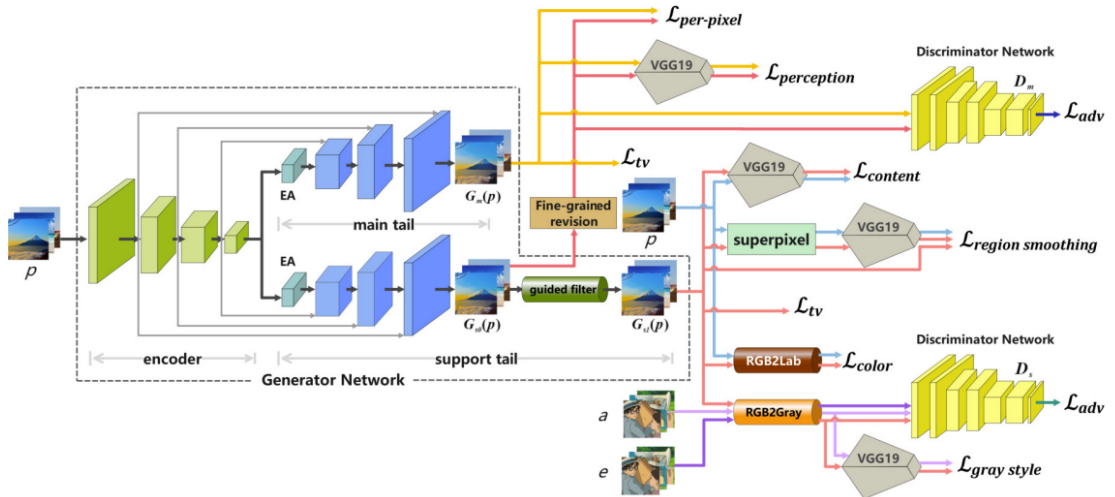 ℒper-pixel
VGG19
ℒperception
Discriminator Network
Dm
ℒadv
EA
Gm(p)
main tail
ℒtv
p
Fine-grained
revision
p
VGG19
ℒcontent
superpixel
VGG19
ℒregion smoothing
EA
Gs0(p)
guided filter
Gs1(p)
ℒtv
encoder
support tail
Generator Network
RGB2Lab
ℒcolor
Discriminator Network
Ds
ℒadv
a
RGB2Gray
e
VGG19
ℒgray style